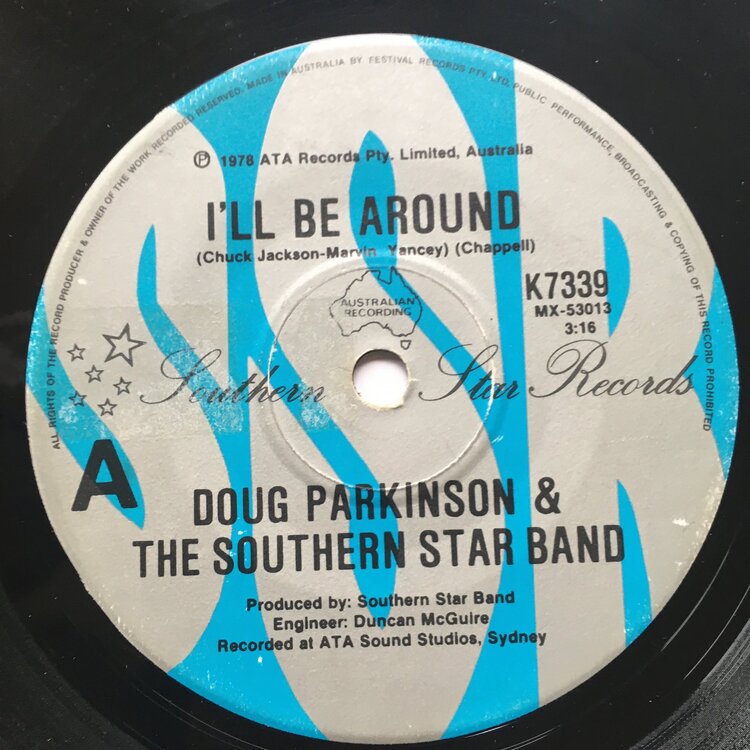 ALL RIGHTS OF THE RECORD PRODUCER & OWNER OF THE WORK RECORDED RESERVED. MADE IN AUSTRALIA BY FESTIVAL RECORDS PTY. LTD. PUBLIC PERFORMANCE, BROADCASTING & COPYING OF THIS RECORD PROHIBITED
Ⓟ 1978 ATA Records Pty. Limited, Australia
I'LL BE AROUND
(Chuck Jackson-Marvin Yancey) (Chappell)
AUSTRALIAN
RECORDING
K7339
MX-53013
3:16
Southern Star Records
A
DOUG PARKINSON &
THE SOUTHERN STAR BAND
Produced by: Southern Star Band
Engineer: Duncan McGuire
Recorded at ATA Sound Studios, Sydney